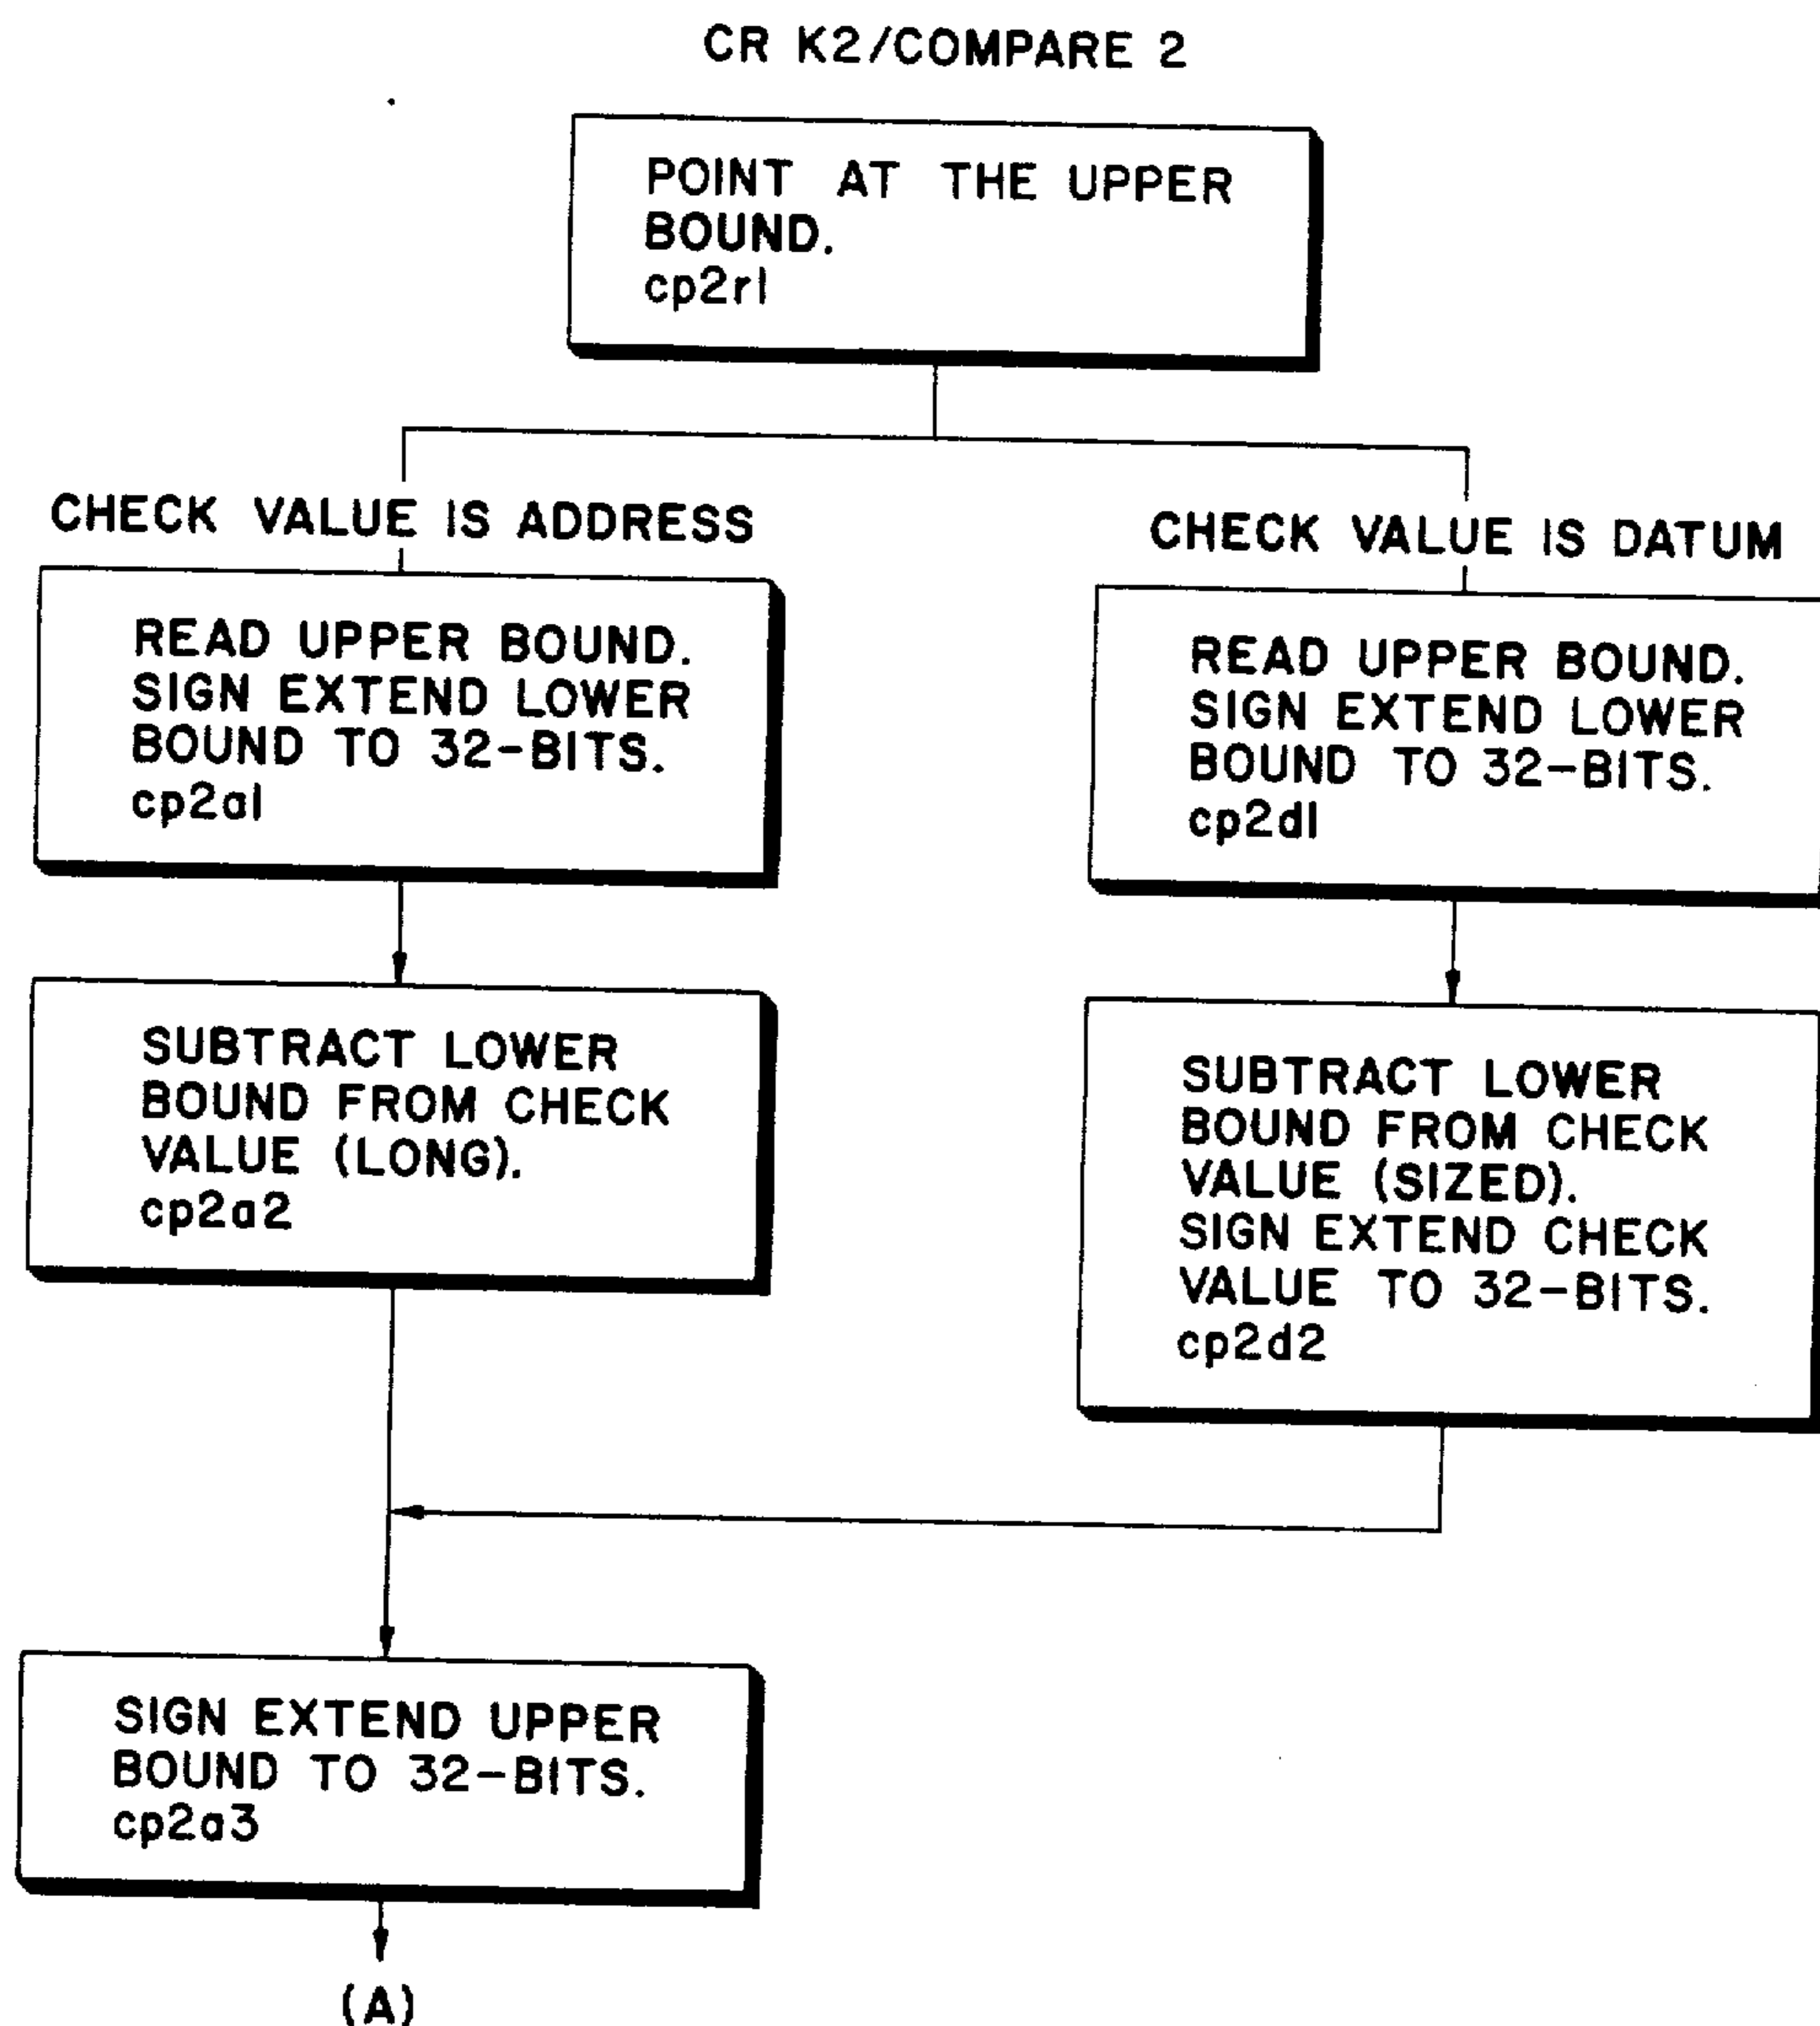 CR K2/COMPARE 2
POINT AT THE UPPER
BOUND.
cp2r1
CHECK VALUE IS ADDRESS
CHECK VALUE IS DATUM
READ UPPER BOUND.
SIGN EXTEND LOWER
BOUND TO 32-BITS.
cp2a1
READ UPPER BOUND.
SIGN EXTEND LOWER
BOUND TO 32-BITS.
cp2d1
SUBTRACT LOWER
BOUND FROM CHECK
VALUE (LONG).
cp2a2
SUBTRACT LOWER
BOUND FROM CHECK
VALUE (SIZED).
SIGN EXTEND CHECK
VALUE TO 32-BITS.
cp2d2
SIGN EXTEND UPPER
BOUND TO 32-BITS.
cp2a3
(A)